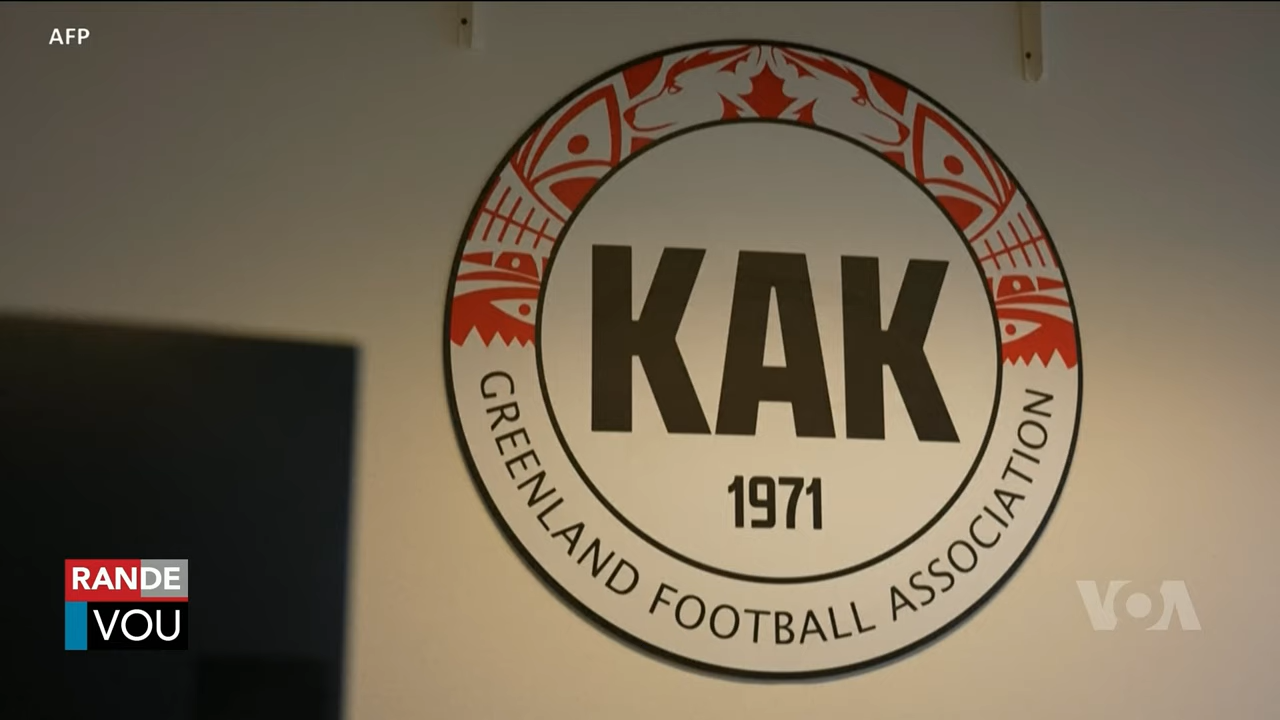 AFP
KAK
1971
GREENLAND FOOTBALL ASSOCIATION
RANDE
VOU
VOA